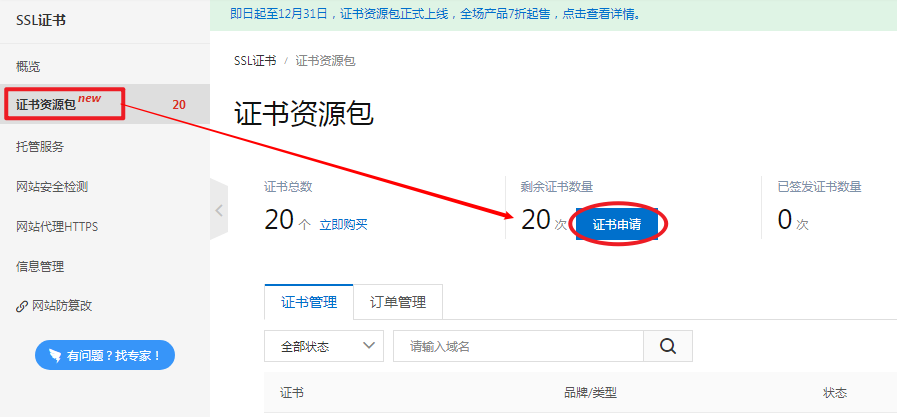 SSL证书
概览
证书资源包new 20
托管服务
网站安全检测
网站代理HTTPS
信息管理
网站防篡改
有问题？找专家！
即日起至12月31日，证书资源包正式上线，全场产品7折起售，点击查看详情。
SSL证书 / 证书资源包
证书资源包
证书总数 剩余证书数量 已签发证书数量
20 个 立即购买 20 次 证书申请 0 次
证书管理 订单管理
全部状态 请输入域名
证书 品牌/类型 状态